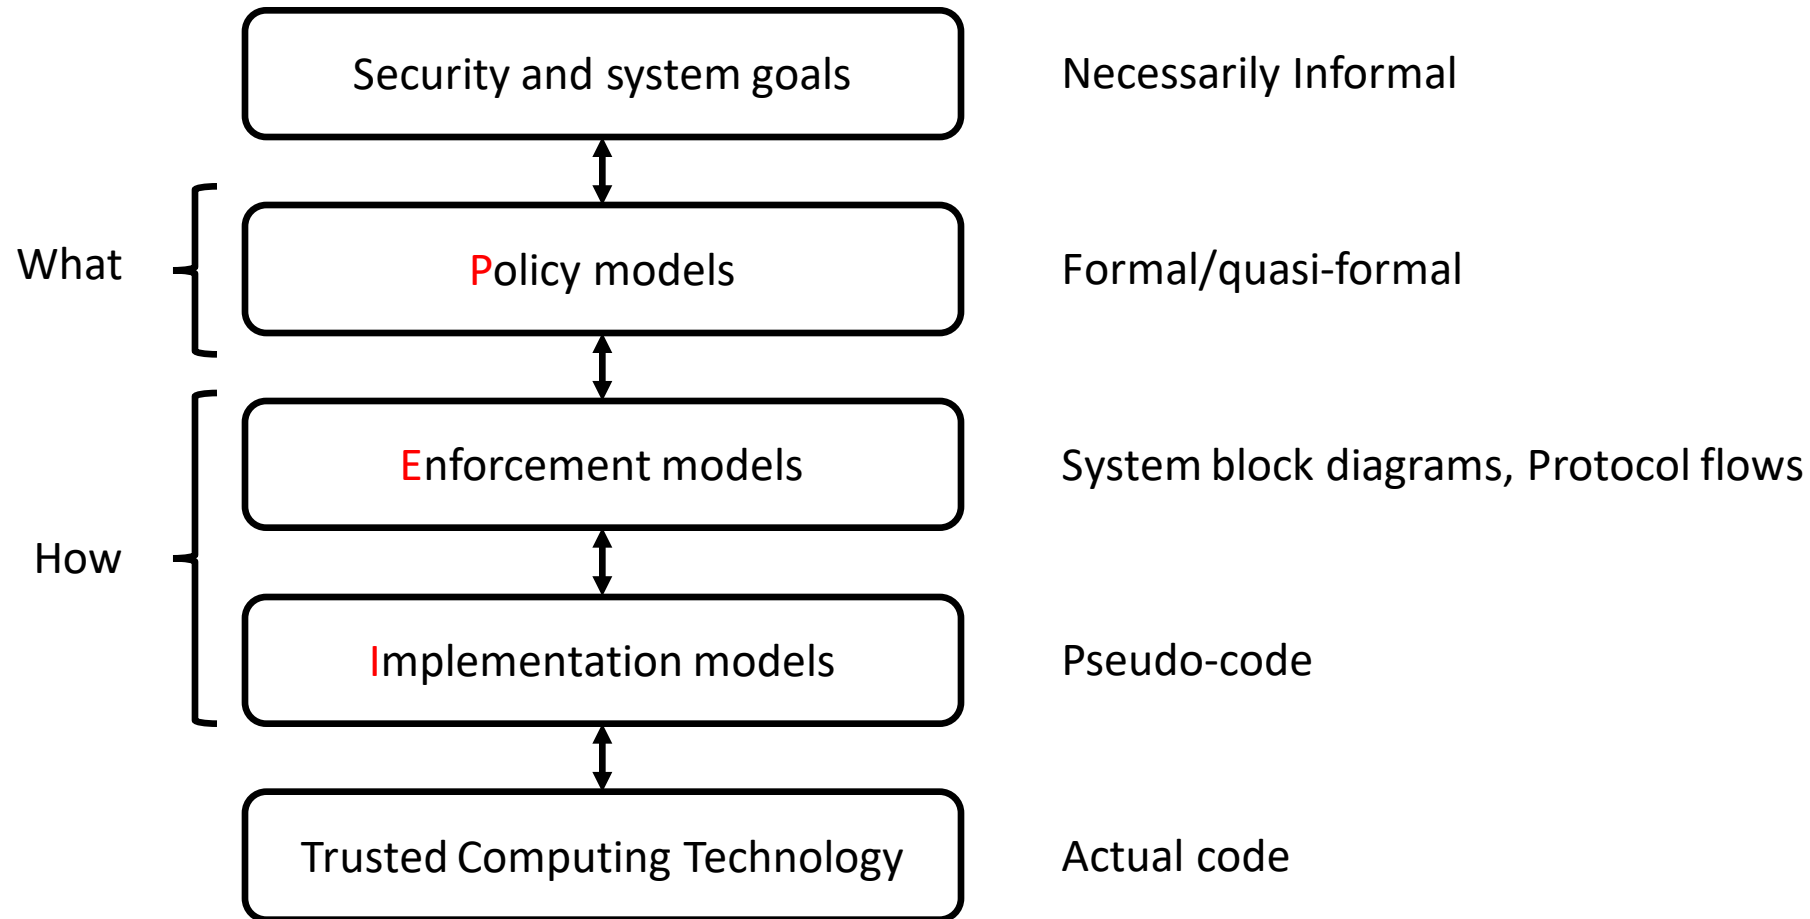 Security and system goals
Necessarily Informal
What
Policy models
Formal/quasi-formal
Enforcement models
System block diagrams, Protocol flows
How
Implementation models
Pseudo-code
Trusted Computing Technology
Actual code